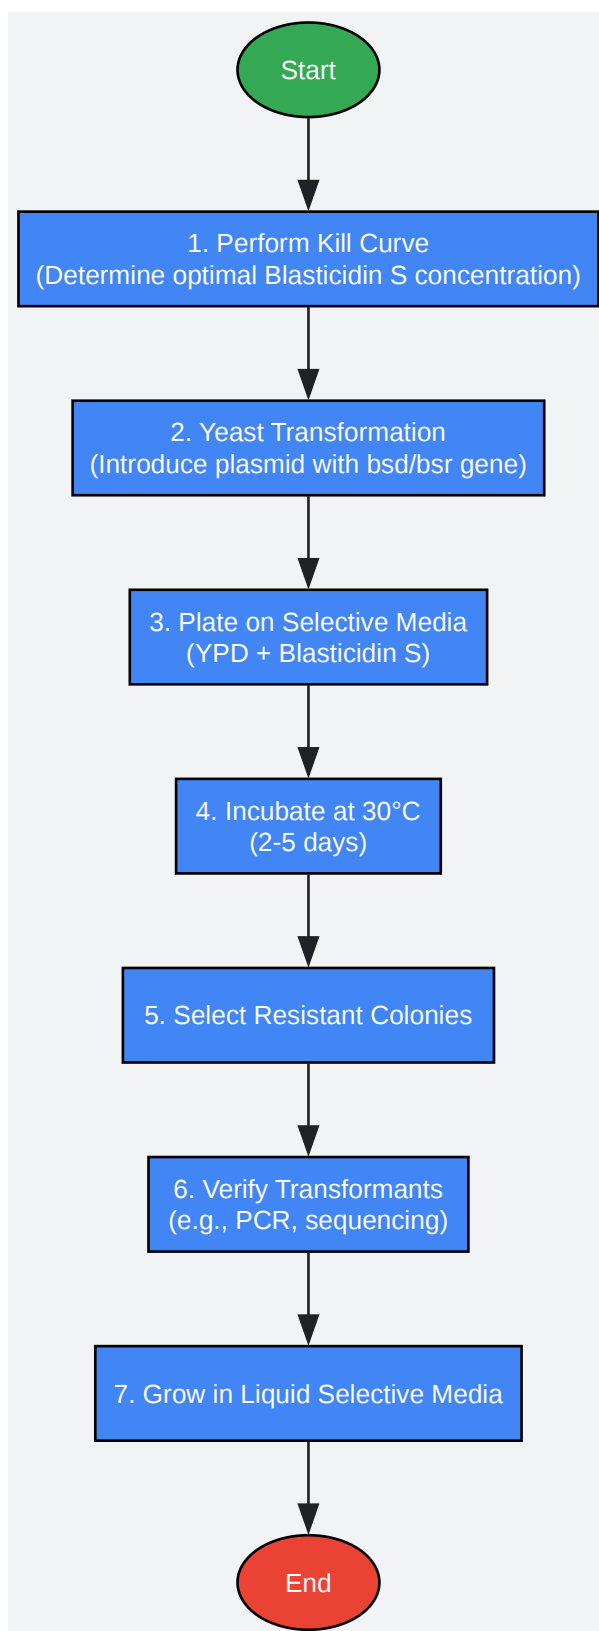 Start
1. Perform Kill Curve
(Determine optimal Blasticidin S concentration)
2. Yeast Transformation
(Introduce plasmid with bsd/bsr gene)
3. Plate on Selective Media
(YPD + Blasticidin S)
4. Incubate at 30°C
(2-5 days)
5. Select Resistant Colonies
6. Verify Transformants
(e.g., PCR, sequencing)
7. Grow in Liquid Selective Media
End